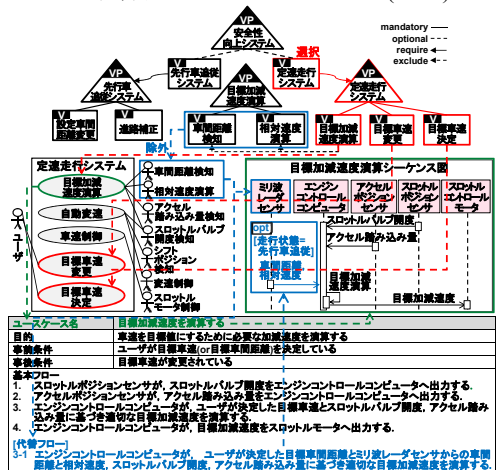 mandatory
optional
require
exclude
VP
安全性
向上システム
選択
V
先行車追従
システム
V
定速走行
システム
VP
先行車
追従システム
VP
目標加減
速度演算
VP
定速走行
システム
V
設定車間
距離変更
V
道路補正
V
車間距離
検知
V
相対速度
演算
V
目標加減
速度演算
V
目標車速
変更
V
目標車速
決定
除外
定速走行システム
目標加減
速度演算
自動変速
車速制御
目標車速
変更
目標車速
決定
ユーザ
車間距離検知
相対速度演算
アクセル
踏み込み量検知
スロットルバルブ
開度検知
シフト
ポジション
検知
変速制御
スロットル
モータ制御
目標加減速度演算シーケンス図
ミリ波
レーダ
センサ
エンジン
コントロール
コンピュータ
アクセル
ポジション
センサ
スロットル
ポジション
センサ
スロットル
コントロール
モータ
スロットルバルブ開度
アクセル踏み込み量
opt
[走行状態=
先行車追従]
車間距離
相対速度
目標加減
速度演算
目標加減速度
ユースケース名 目標加減速度を演算する
目的 車速を目標値にするために必要な加減速度を演算する
事前条件 ユーザが目標車速(or目標車間距離)を決定している
事後条件 目標車速が変更されている
基本フロー
1. スロットルポジションセンサが, スロットルバルブ開度をエンジンコントロールコンピュータへ出力する.
2. アクセルポジションセンサが, アクセル踏み込み量をエンジンコントロールコンピュータへ出力する.
3. エンジンコントロールコンピュータが, ユーザが決定した目標車速とスロットルバルブ開度, アクセル踏み
込み量に基づき適切な目標加減速度を演算する.
4. エンジンコントロールコンピュータが, 目標加減速度をスロットルモータへ出力する.
[代替フロー]
3-1 エンジンコントロールコンピュータが, ユーザが決定した目標車間距離とミリ波レーダセンサからの車間
距離と相対速度, スロットルバルブ開度, アクセル踏み込み量に基づき適切な目標加減速度を演算する.